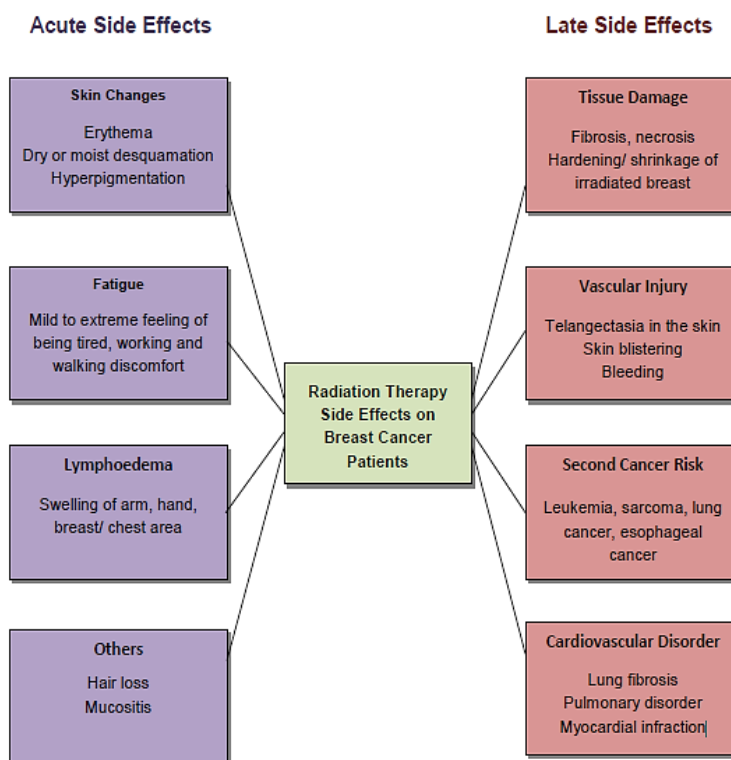 Acute Side Effects
Skin Changes
Erythema
Dry or moist desquamation
Hyperpigmentation
Fatigue
Mild to extreme feeling of
being tired, working and
walking discomfort
Lymphoedema
Swelling of arm, hand,
breast/ chest area
Others
Hair loss
Mucositis
Radiation Therapy
Side Effects on
Breast Cancer
Patients
Late Side Effects
Tissue Damage
Fibrosis, necrosis
Hardening/ shrinkage of
irradiated breast
Vascular Injury
Telangectasia in the skin
Skin blistering
Bleeding
Second Cancer Risk
Leukemia, sarcoma, lung
cancer, esophageal
cancer
Cardiovascular Disorder
Lung fibrosis
Pulmonary disorder
Myocardial infraction